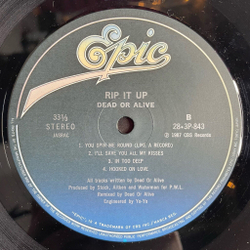 Epic
RIP IT UP
DEAD OR ALIVE
33⅓
STEREO
B
28·3P-843
℗ 1987 CBS Records
1. YOU SPIN ME ROUND (LIKE A RECORD)
2. I'LL SAVE YOU ALL MY KISSES
3. IN TOO DEEP
4. HOOKED ON LOVE
All tracks written by Dead Or Alive
Produced by Stock, Aitken and Waterman for P.W.L
Remixed by Dead Or Alive
Engineered by Yo-Yo